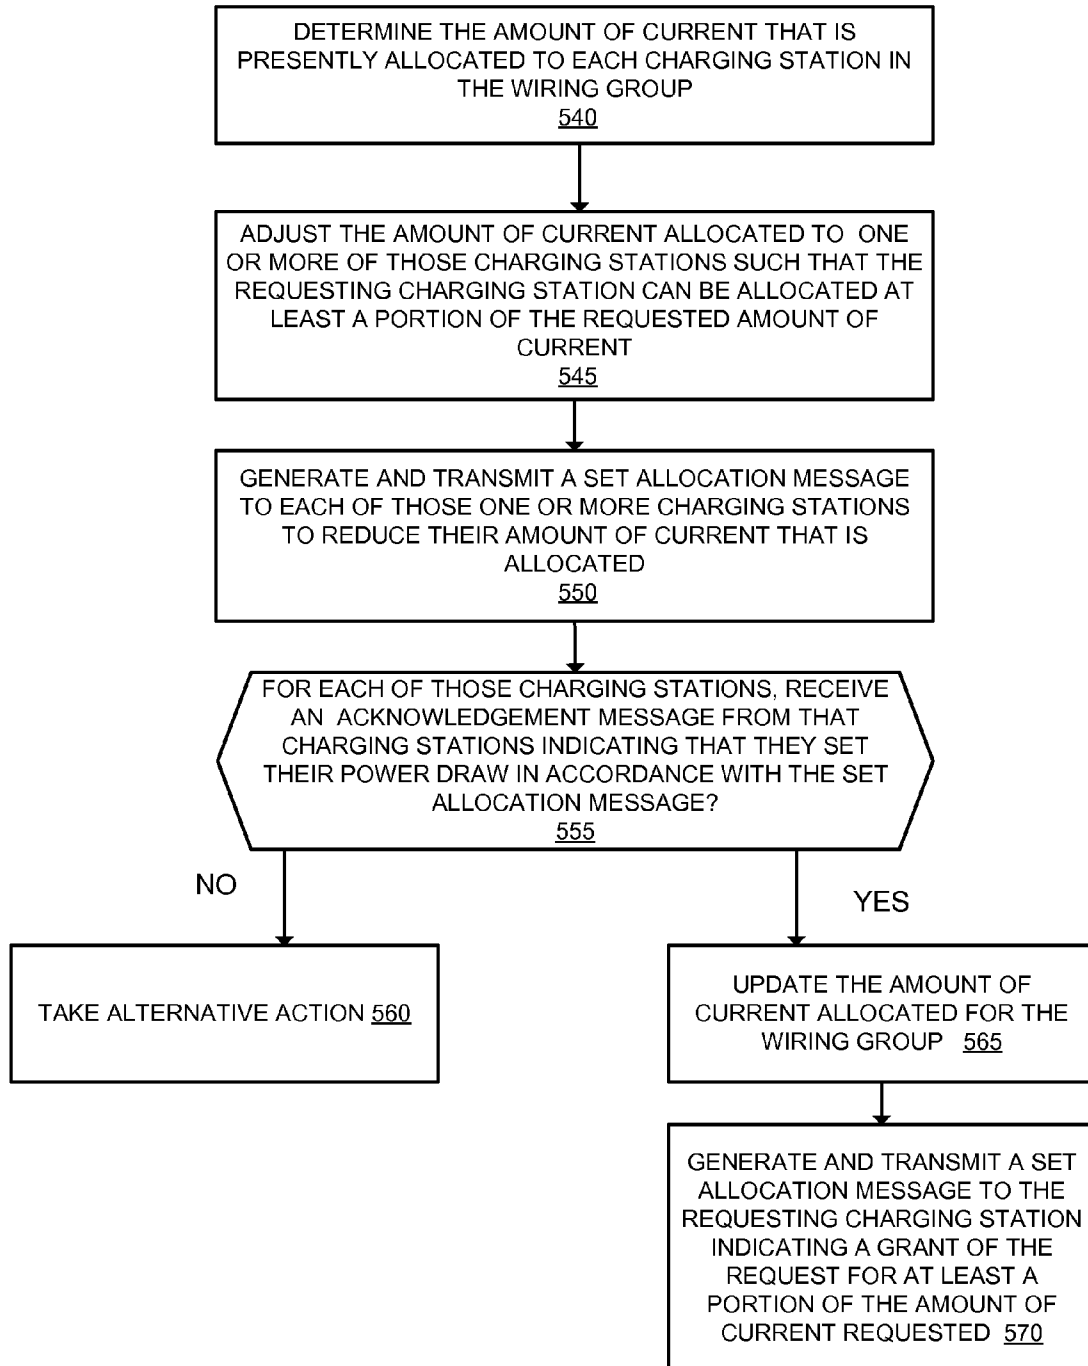 DETERMINE THE AMOUNT OF CURRENT THAT IS
PRESENTLY ALLOCATED TO EACH CHARGING STATION IN
THE WIRING GROUP
540
ADJUST THE AMOUNT OF CURRENT ALLOCATED TO ONE
OR MORE OF THOSE CHARGING STATIONS SUCH THAT THE
REQUESTING CHARGING STATION CAN BE ALLOCATED AT
LEAST A PORTION OF THE REQUESTED AMOUNT OF
CURRENT
545
GENERATE AND TRANSMIT A SET ALLOCATION MESSAGE
TO EACH OF THOSE ONE OR MORE CHARGING STATIONS
TO REDUCE THEIR AMOUNT OF CURRENT THAT IS
ALLOCATED
550
FOR EACH OF THOSE CHARGING STATIONS, RECEIVE
AN ACKNOWLEDGEMENT MESSAGE FROM THAT
CHARGING STATIONS INDICATING THAT THEY SET
THEIR POWER DRAW IN ACCORDANCE WITH THE SET
ALLOCATION MESSAGE?
555
NO
YES
TAKE ALTERNATIVE ACTION 560
UPDATE THE AMOUNT OF
CURRENT ALLOCATED FOR THE
WIRING GROUP 565
GENERATE AND TRANSMIT A SET
ALLOCATION MESSAGE TO THE
REQUESTING CHARGING STATION
INDICATING A GRANT OF THE
REQUEST FOR AT LEAST A
PORTION OF THE AMOUNT OF
CURRENT REQUESTED 570